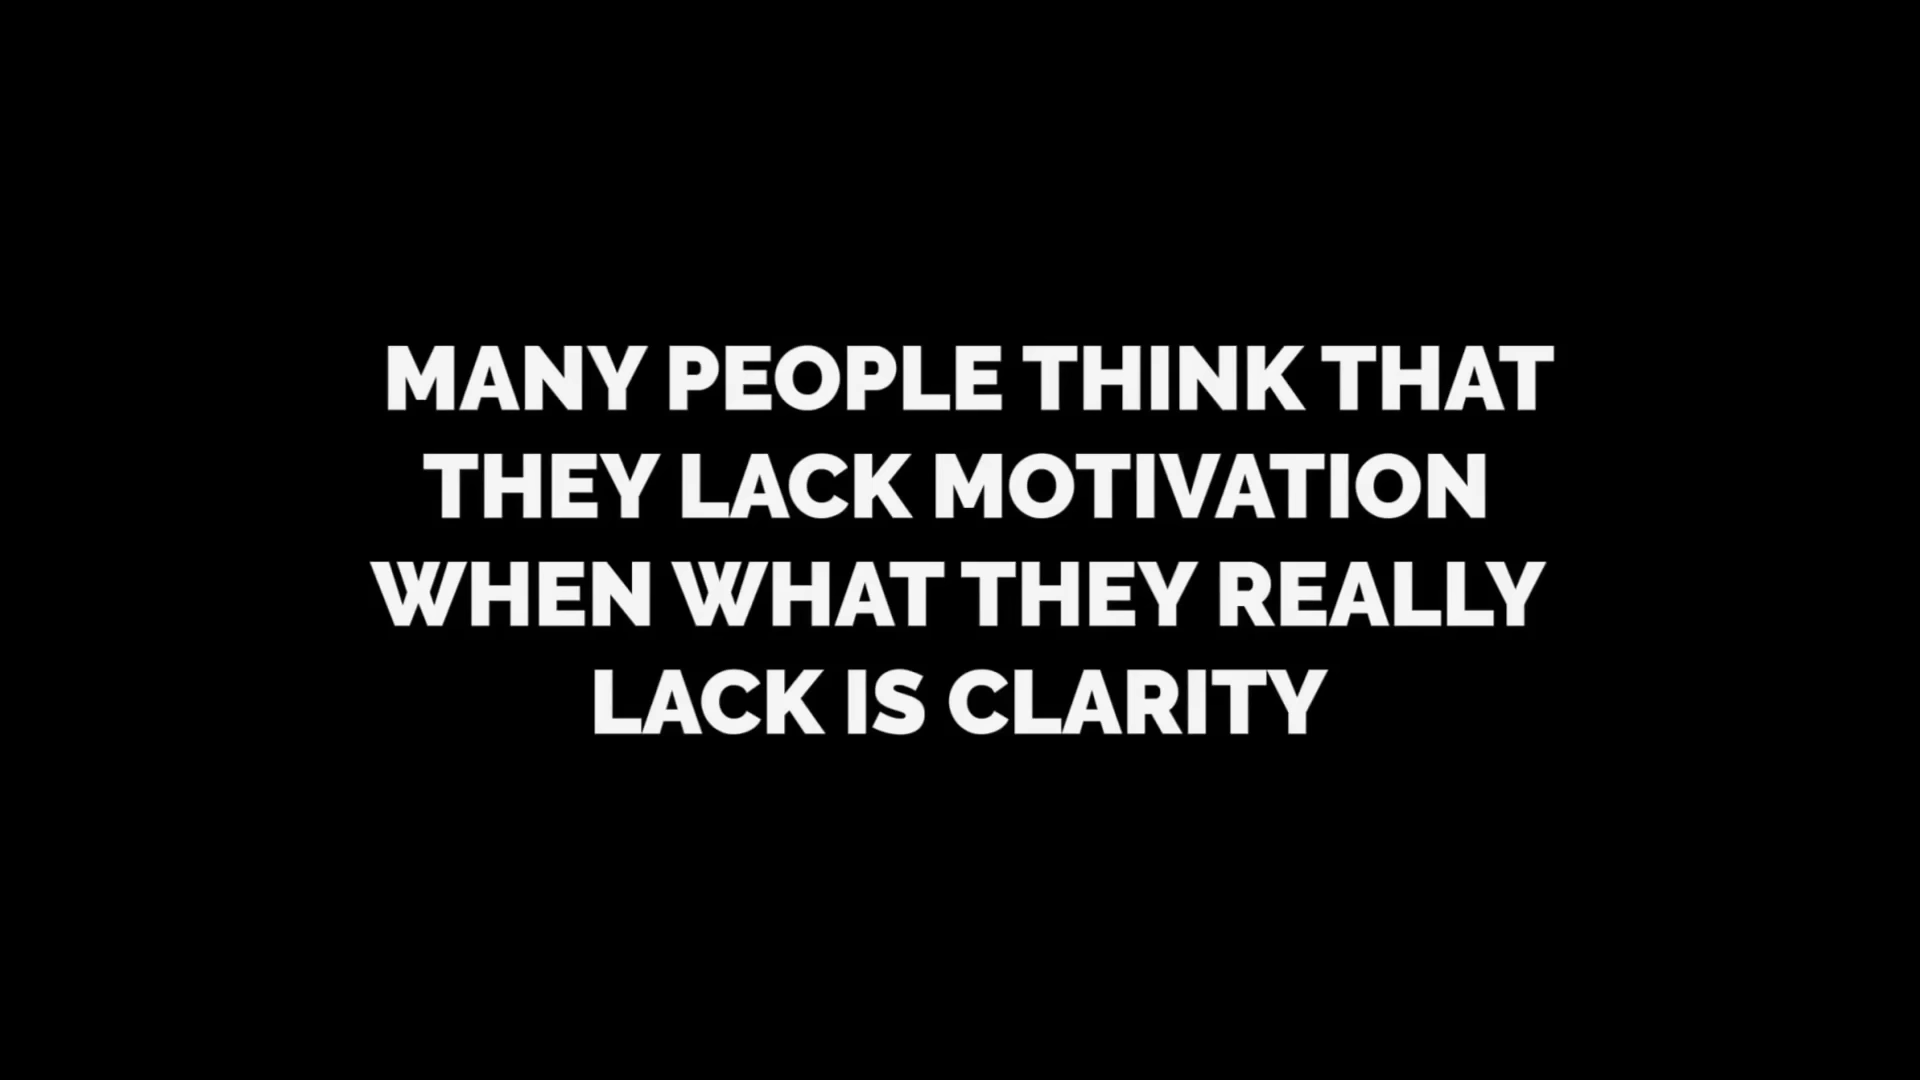 MANY PEOPLE THINK THAT
THEY LACK MOTIVATION
WHEN WHAT THEY REALLY
LACK IS CLARITY